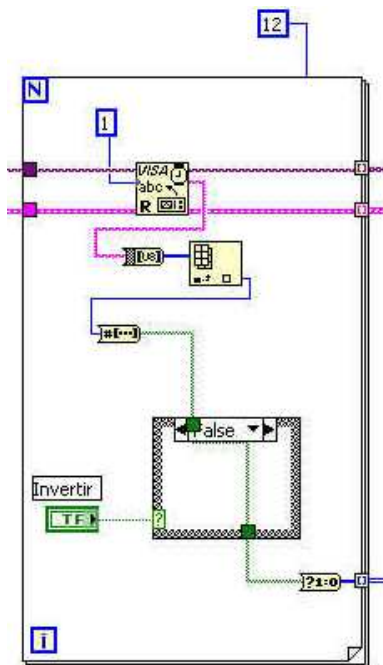 12
N
1
VISA
abc
R
[U8]
#[...]
False
Invertir
TF
?
?1:0
i